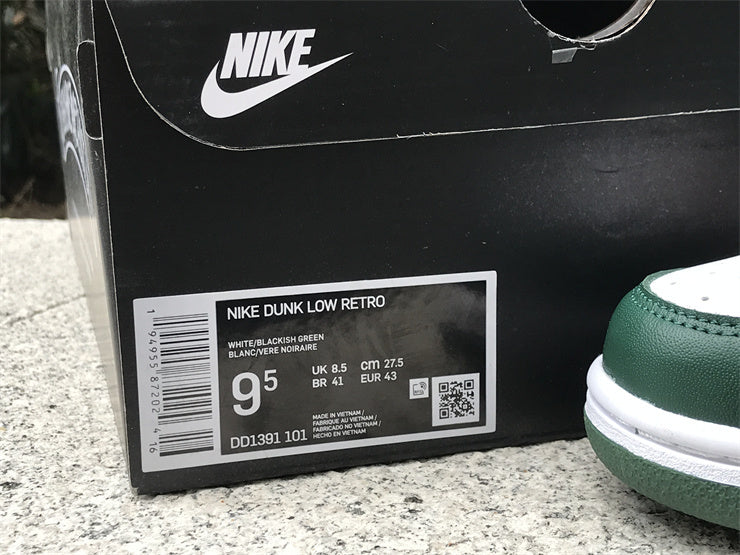 NIKE
NIKE DUNK LOW RETRO
WHITE/BLACKISH GREEN
BLANC/VERE NOIRAIRE
9 5
UK 8.5 cm 27.5
BR 41 EUR 43
MADE IN VIETNAM /
FABRIQUE AU VIETNAM /
FABRICADO NO VIETNAM /
HECHO EN VIETNAM
DD1391 101
1 94955 87202 4 16